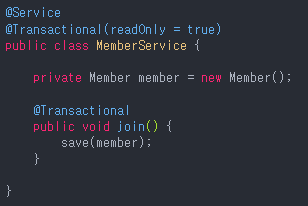 @Service
@Transactional(readOnly = true)
public class MemberService {
private Member member = new Member();
@Transactional
public void join() {
save(member);
}
}